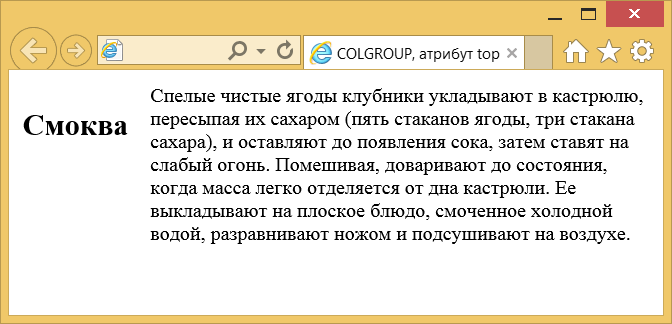 COLGROUP, атрибут top
Смоква
Спелые чистые ягоды клубники укладывают в кастрюлю,
пересыпая их сахаром (пять стаканов ягоды, три стакана
сахара), и оставляют до появления сока, затем ставят на
слабый огонь. Помешивая, доваривают до состояния,
когда масса легко отделяется от дна кастрюли. Ее
выкладывают на плоское блюдо, смоченное холодной
водой, разравнивают ножом и подсушивают на воздухе.